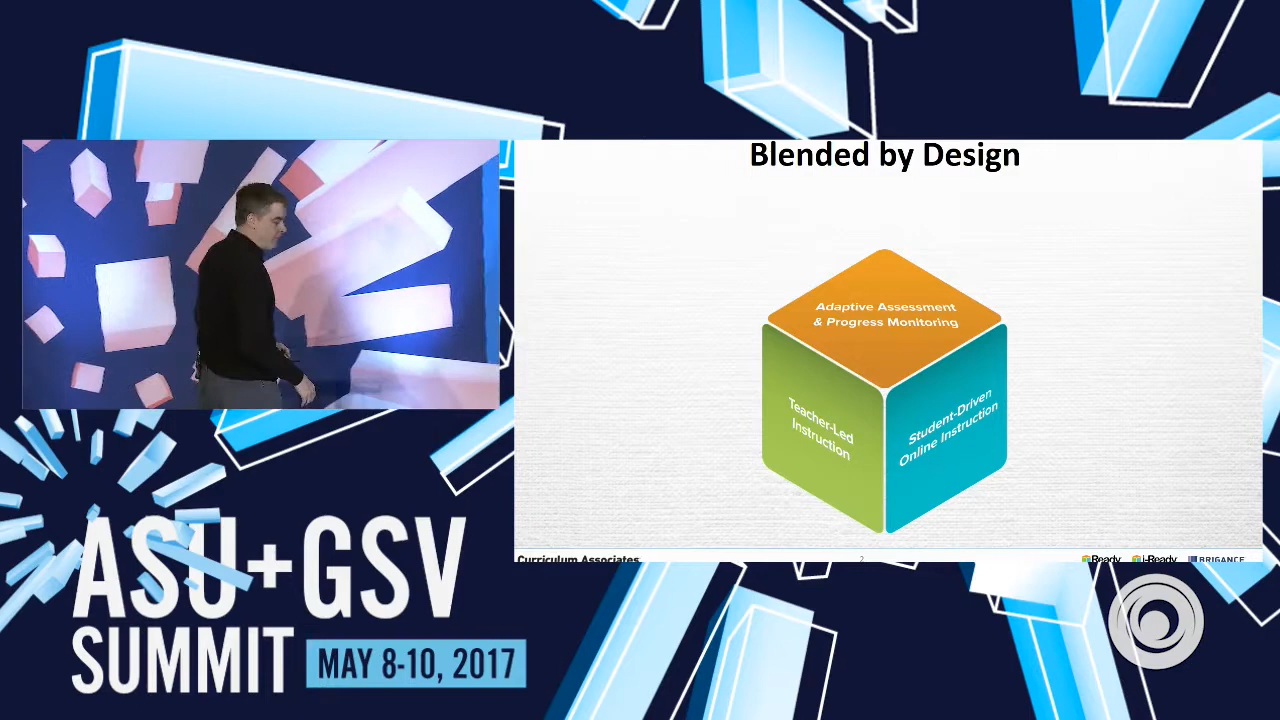 Blended by Design
Adaptive Assessment
& Progress Monitoring
Teacher-Led
Instruction
Student-Driven
Online Instruction
Curriculum Associates
2
Ready
i-Ready
BRIGANCE
ASU+GSV
SUMMIT
MAY 8-10, 2017